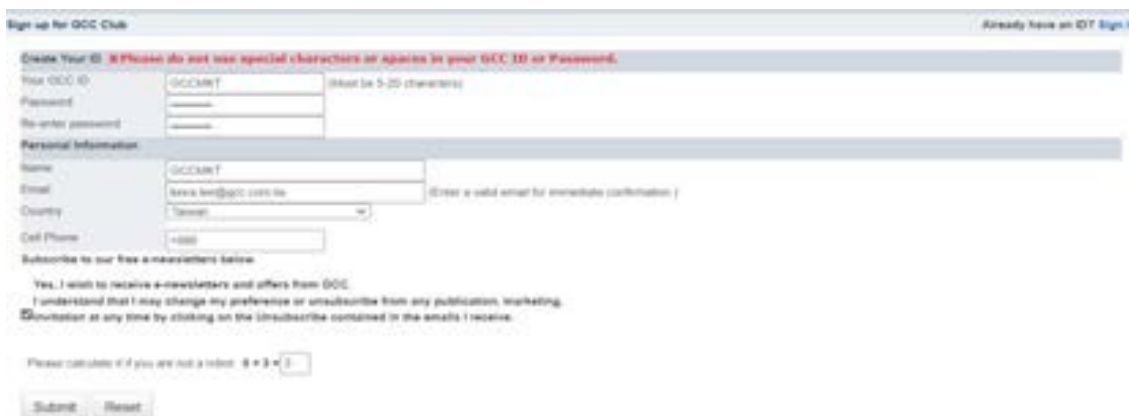 Sign up for GCC Club Already have an ID? Sign
Create Your ID ※Please do not use special characters or spaces in your GCC ID or Password.
Your GCC ID GCCMKT (Must be 5-20 characters)
Password
Re-enter password
Personal Information
Name GCCMKT
Email (Enter a valid email for immediate confirmation.)
Country Taiwan
Cell Phone
Subscribe to our free e-newsletters below
Yes, I wish to receive e-newsletters and offers from GCC.
I understand that I may change my preference or unsubscribe from any publication, marketing,
invitation at any time by clicking on the Unsubscribe contained in the emails I receive.
Please calculate it if you are not a robot
Submit Reset